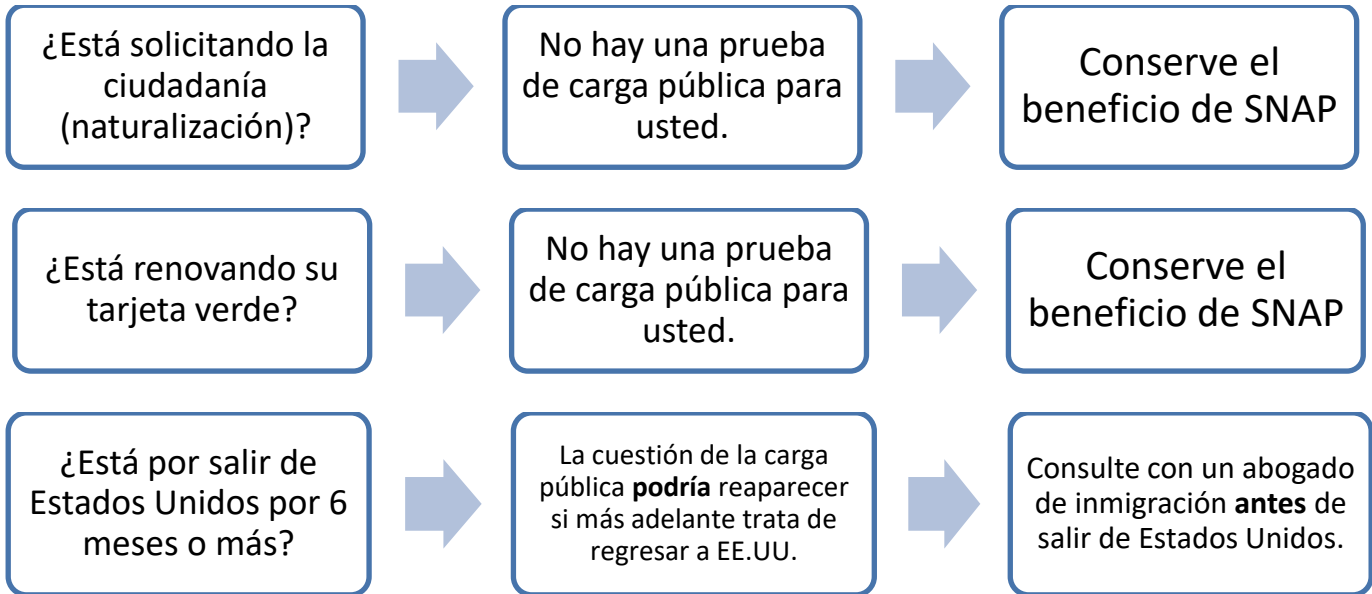 ¿Está solicitando la
ciudadanía
(naturalización)?
No hay una prueba
de carga pública para
usted.
Conserve el
beneficio de SNAP
¿Está renovando su
tarjeta verde?
No hay una prueba
de carga pública para
usted.
Conserve el
beneficio de SNAP
¿Está por salir de
Estados Unidos por 6
meses o más?
La cuestión de la carga
pública podría reaparecer
si más adelante trata de
regresar a EE.UU.
Consulte con un abogado
de inmigración antes de
salir de Estados Unidos.